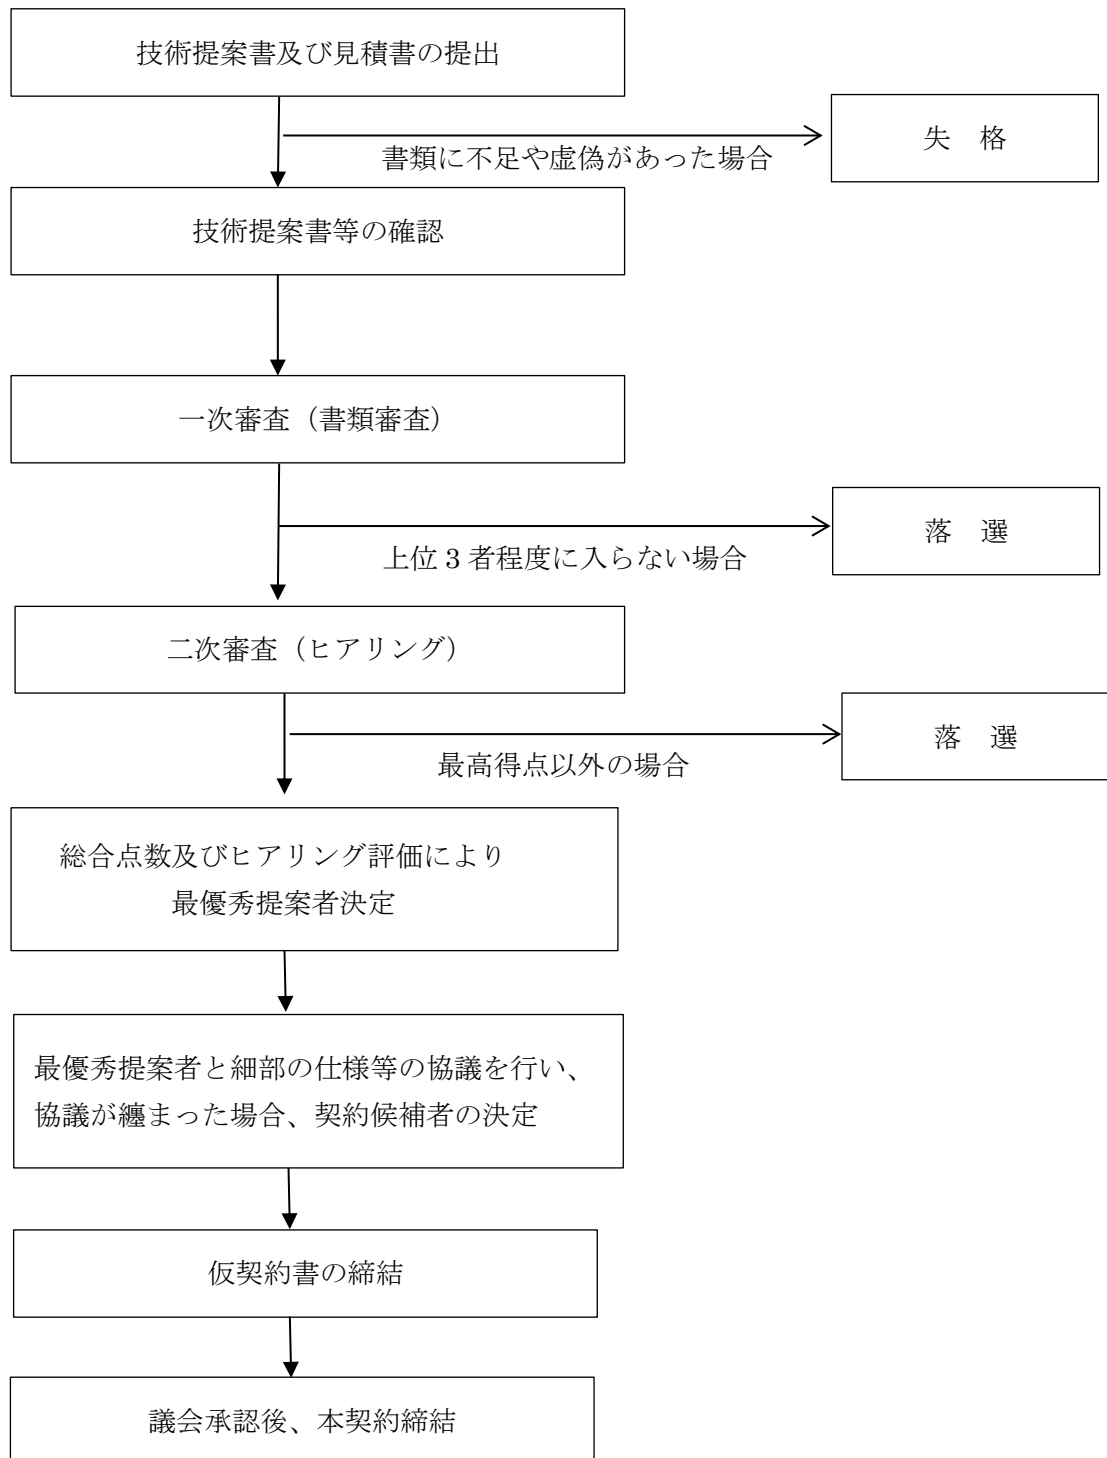 技術提案書及び見積書の提出
失　格
書類に不足や虚偽があった場合
技術提案書等の確認
一次審査（書類審査）
落　選
上位 3 者程度に入らない場合
二次審査（ヒアリング）
落　選
最高得点以外の場合
総合点数及びヒアリング評価により
最優秀提案者決定
最優秀提案者と細部の仕様等の協議を行い、
協議が纏まった場合、契約候補者の決定
仮契約書の締結
議会承認後、本契約締結